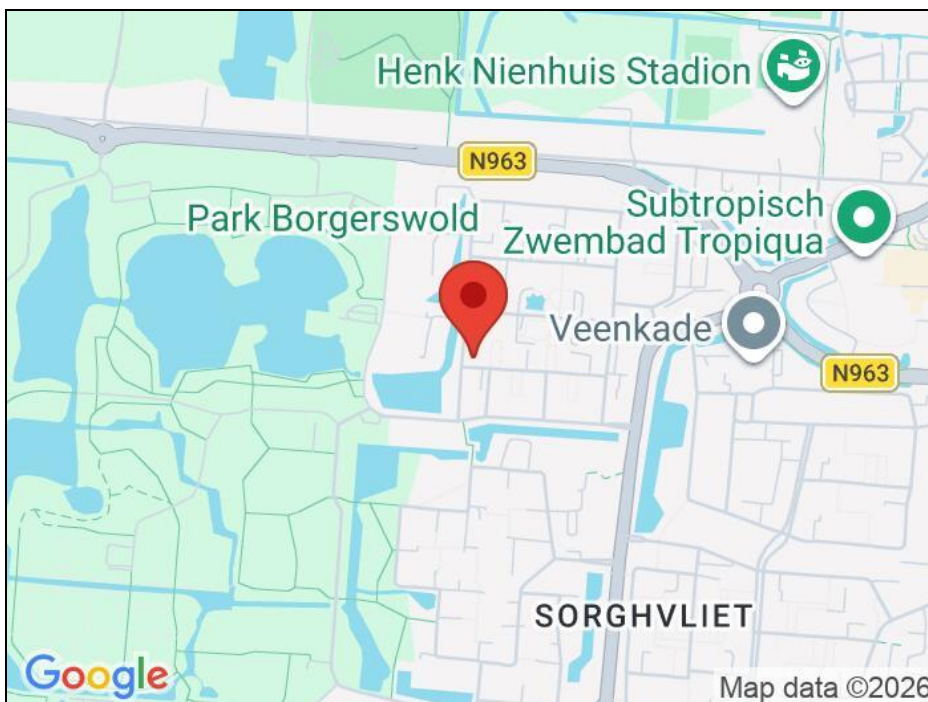 Henk Nienhuis Stadion
N963
Park Borgerswold
Subtropisch
Zwembad Tropiqua
Veenkade
N963
SORGHVLIET
Google
Map data ©2026